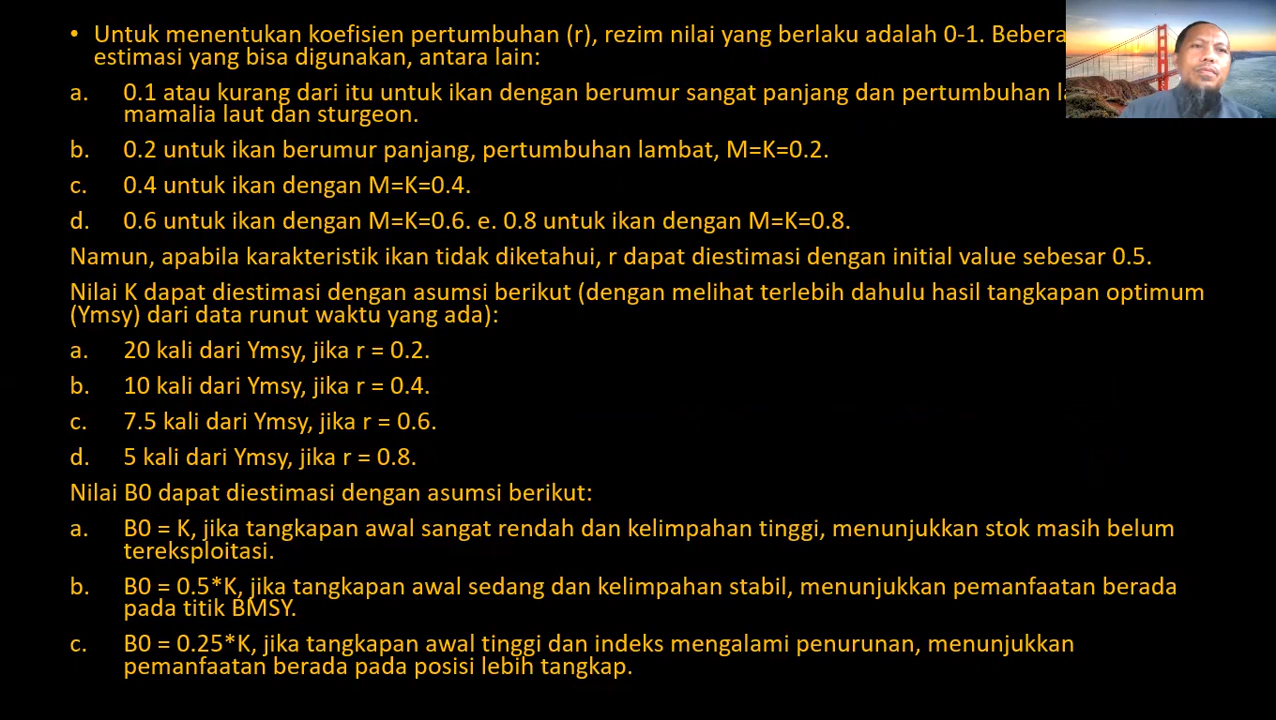 • Untuk menentukan koefisien pertumbuhan (r), rezim nilai yang berlaku adalah 0-1.
estimasi yang bisa digunakan, antara lain:
a. 0.1 atau kurang dari itu untuk ikan dengan berumur sangat panjang dan pertumbuhan
mamalia laut dan sturgeon.
b. 0.2 untuk ikan berumur panjang, pertumbuhan lambat, M=K=0.2.
c. 0.4 untuk ikan dengan M=K=0.4.
d. 0.6 untuk ikan dengan M=K=0.6. e. 0.8 untuk ikan dengan M=K=0.8.
Namun, apabila karakteristik ikan tidak diketahui, r dapat diestimasi dengan initial value sebesar 0.5.
Nilai K dapat diestimasi dengan asumsi berikut (dengan melihat terlebih dahulu hasil tangkapan optimum
(Ymsy) dari data runut waktu yang ada):
a. 20 kali dari Ymsy, jika r = 0.2.
b. 10 kali dari Ymsy, jika r = 0.4.
c. 7.5 kali dari Ymsy, jika r = 0.6.
d. 5 kali dari Ymsy, jika r = 0.8.
Nilai B0 dapat diestimasi dengan asumsi berikut:
a. B0 = K, jika tangkapan awal sangat rendah dan kelimpahan tinggi, menunjukkan stok masih belum
tereksploitasi.
b. B0 = 0.5*K, jika tangkapan awal sedang dan kelimpahan stabil, menunjukkan pemanfaatan berada
pada titik BMSY.
c. B0 = 0.25*K, jika tangkapan awal tinggi dan indeks mengalami penurunan, menunjukkan
pemanfaatan berada pada posisi lebih tangkap.